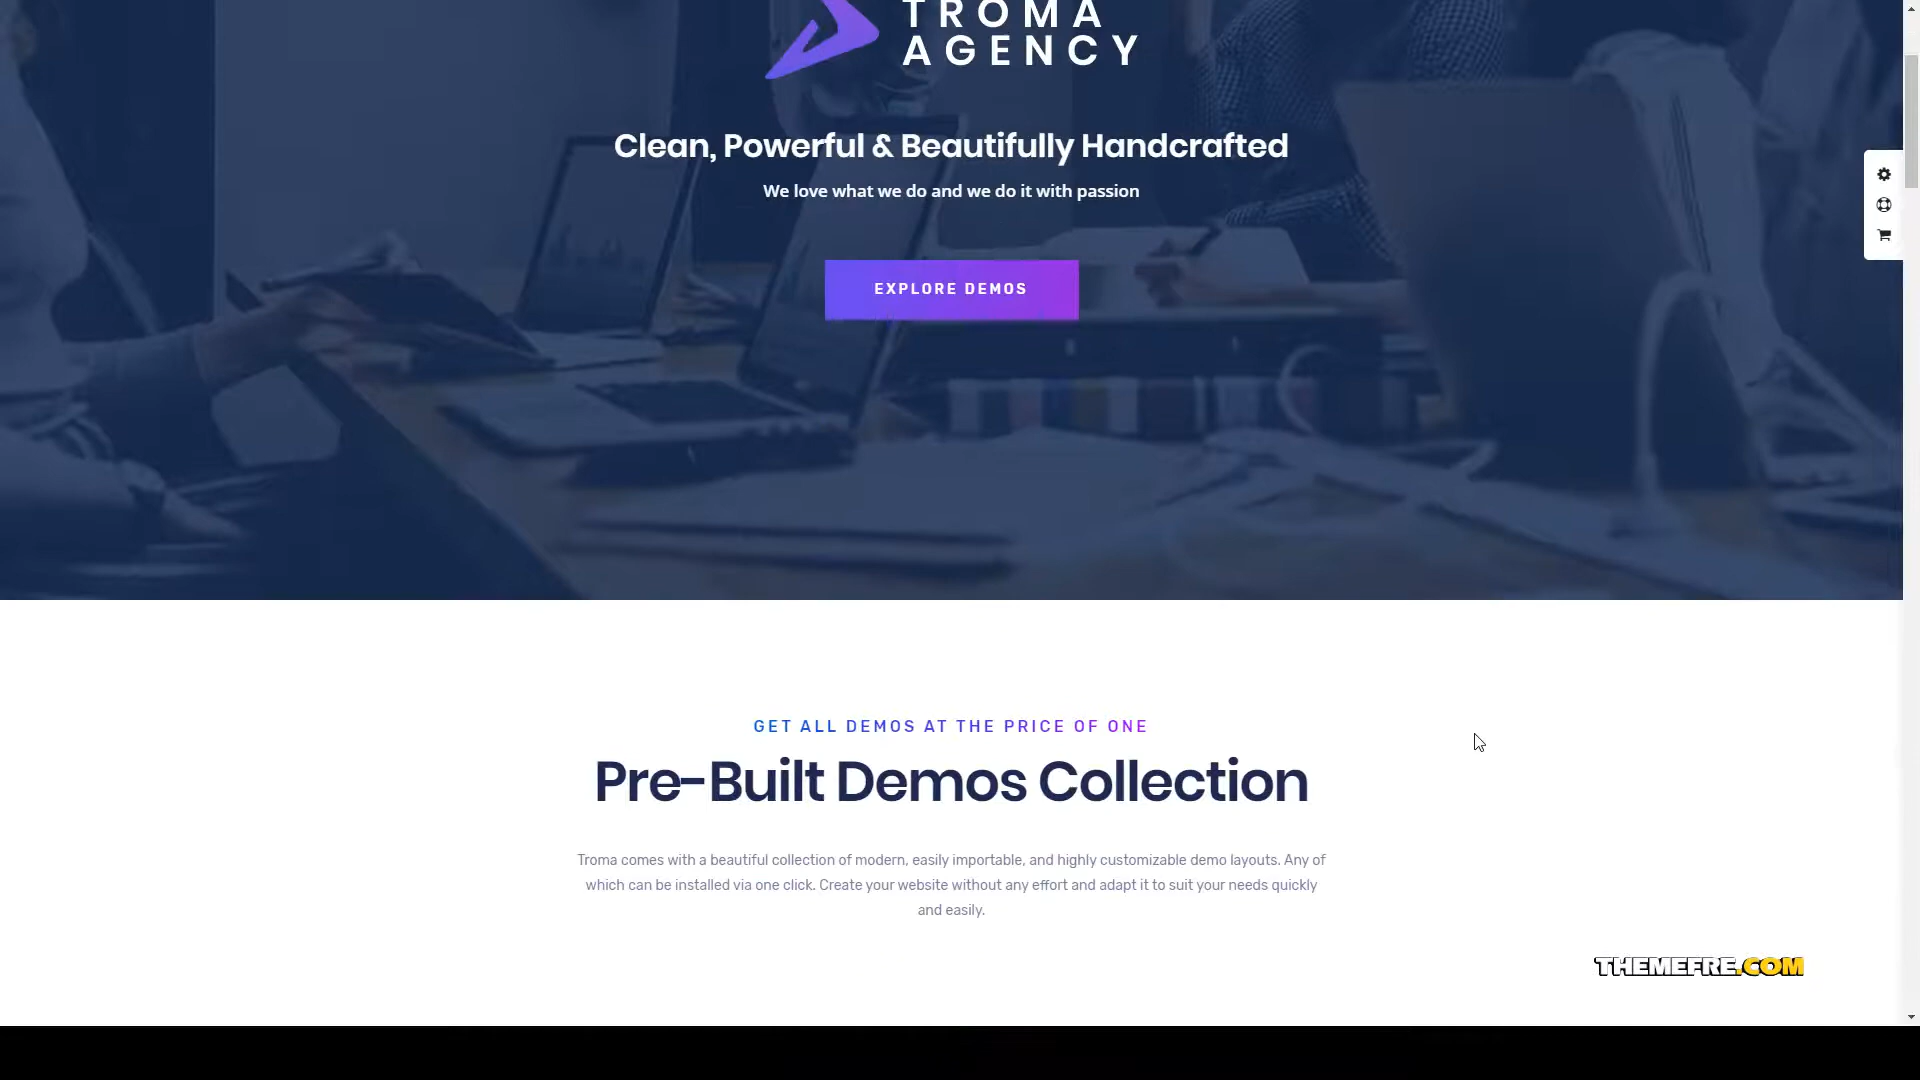 TROMA
AGENCY
Clean, Powerful & Beautifully Handcrafted
We love what we do and we do it with passion
EXPLORE DEMOS
GET ALL DEMOS AT THE PRICE OF ONE
Pre-Built Demos Collection
Troma comes with a beautiful collection of modern, easily importable, and highly customizable demo layouts. Any of
which can be installed via one click. Create your website without any effort and adapt it to suit your needs quickly
and easily.
THEMEFRE.COM